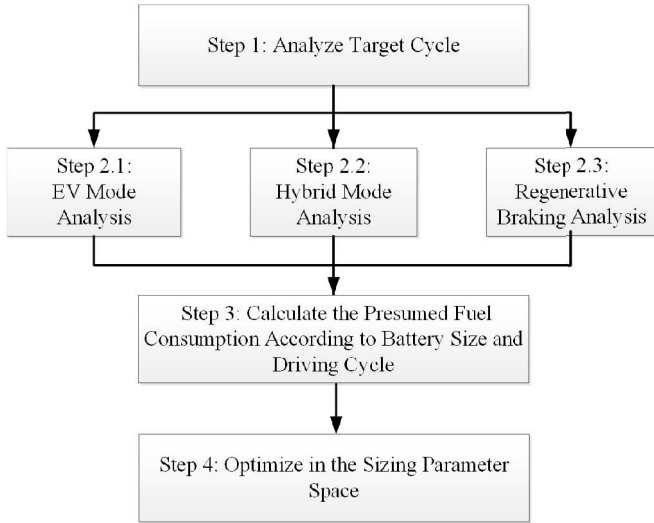 Step 1: Analyze Target Cycle
Step 2.1:
EV Mode
Analysis
Step 2.2:
Hybrid Mode
Analysis
Step 2.3:
Regenerative
Braking Analysis
Step 3: Calculate the Presumed Fuel
Consumption According to Battery Size and
Driving Cycle
Step 4: Optimize in the Sizing Parameter
Space